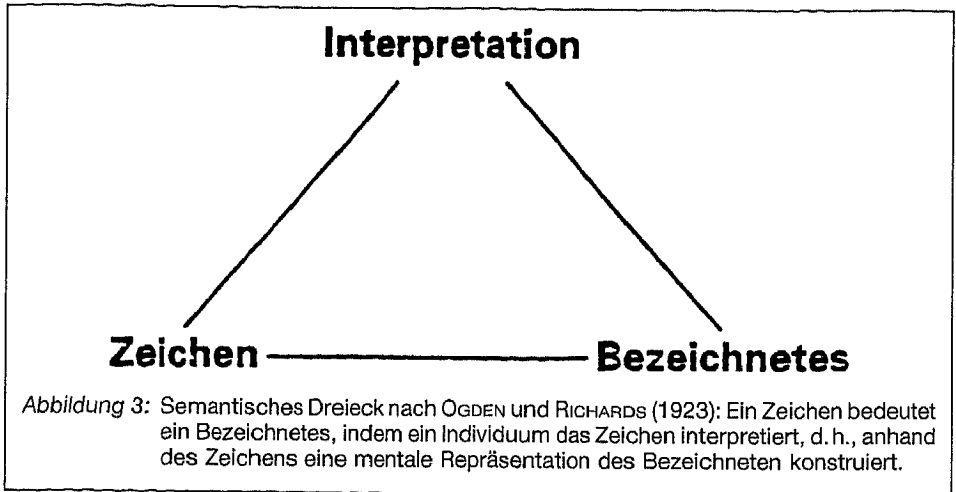 Interpretation
Zeichen Bezeichnetes
Abbildung 3: Semantisches Dreieck nach OGDEN und RICHARDS (1923): Ein Zeichen bedeutet
ein Bezeichnetes, indem ein Individuum das Zeichen interpretiert, d.h., anhand
des Zeichens eine mentale Repräsentation des Bezeichneten konstruiert.